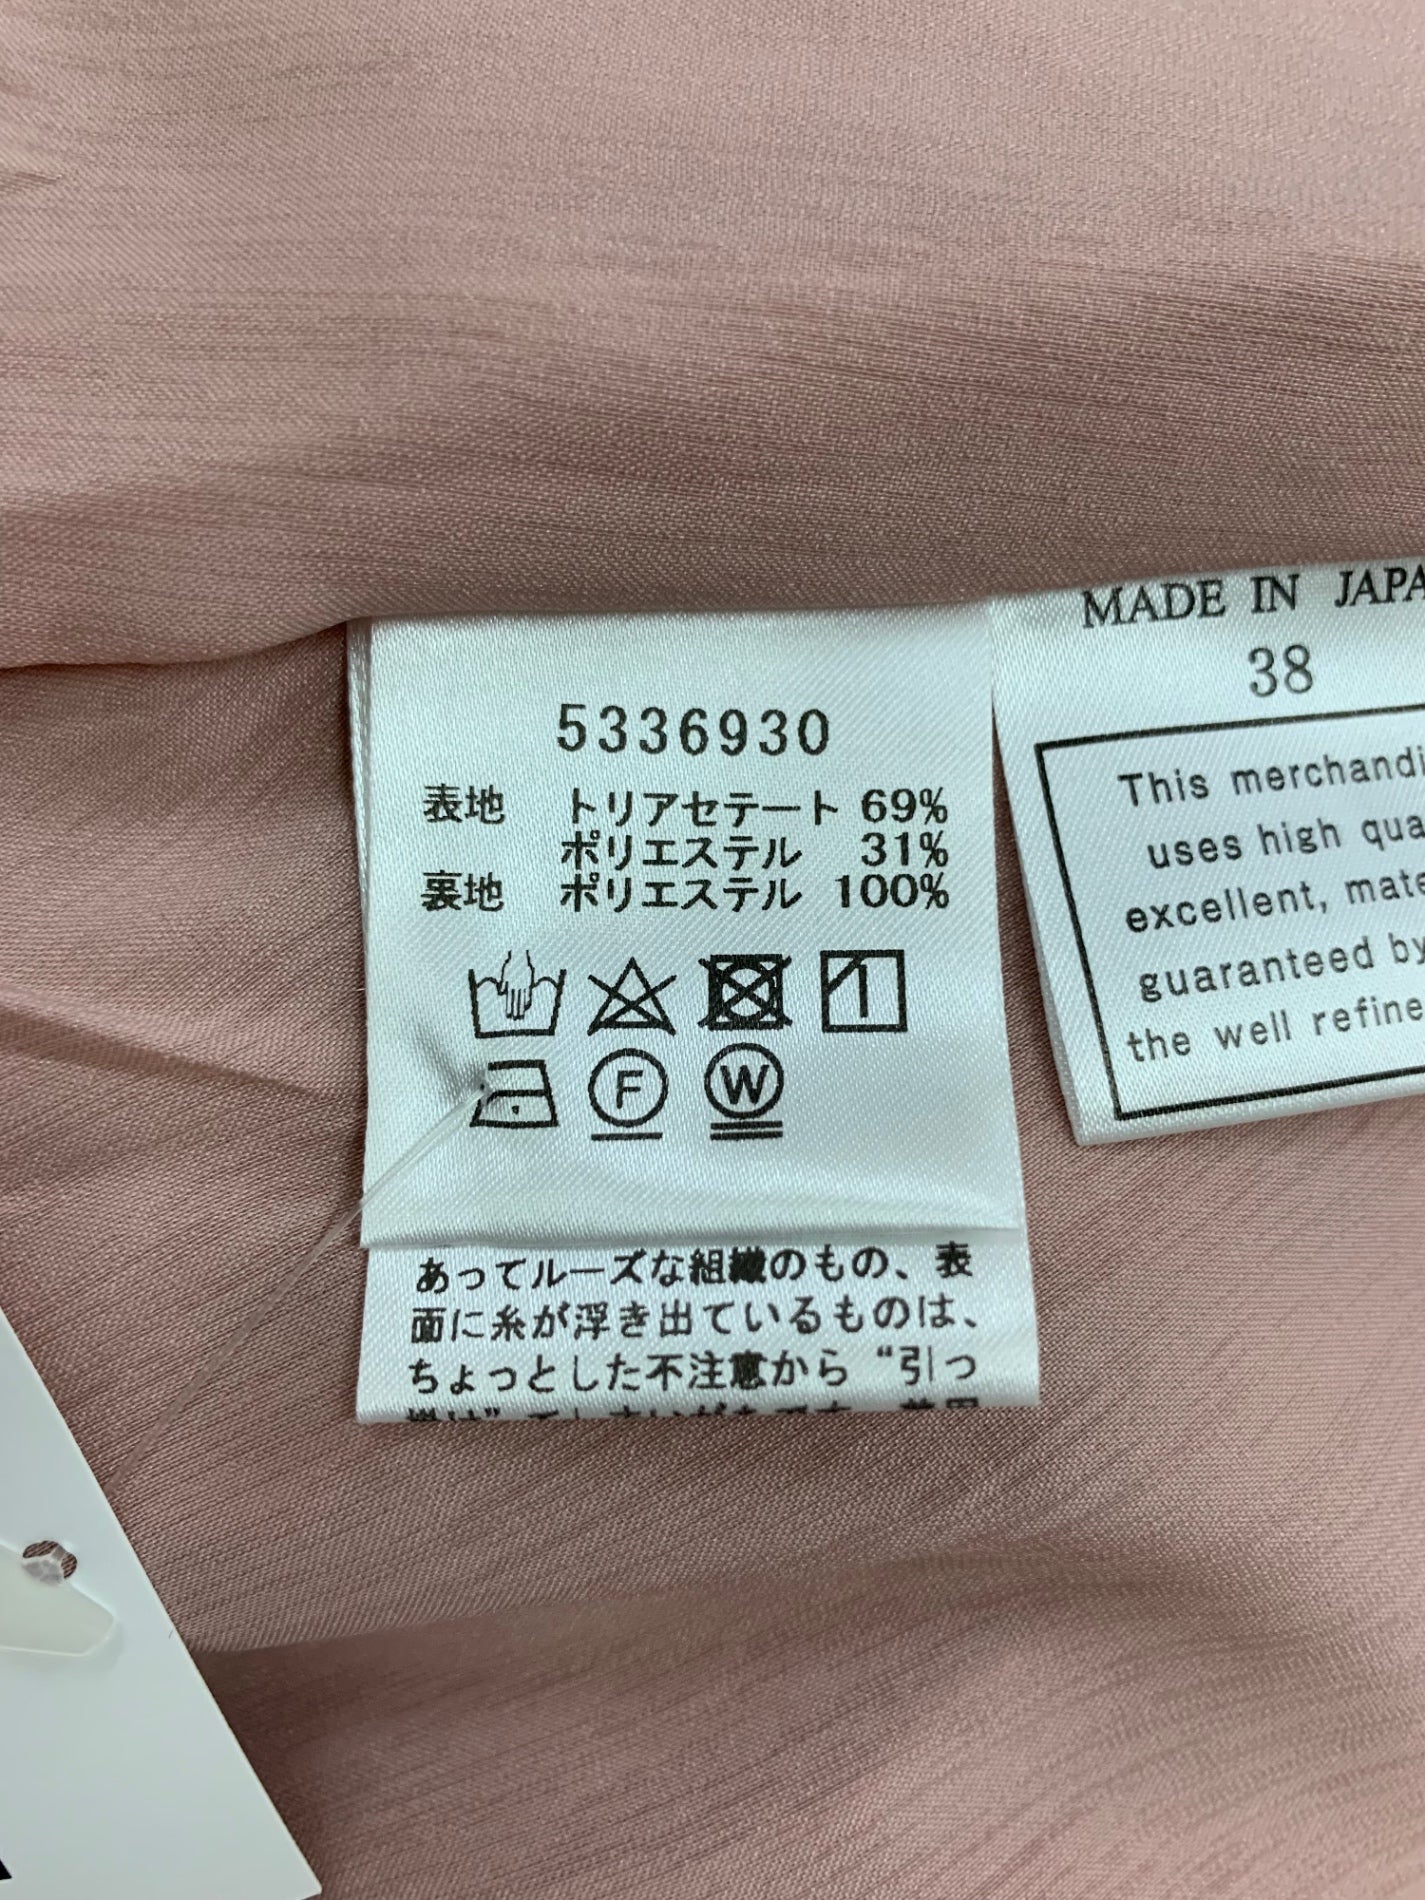 5336930
表地 トリアセテート 69%
ポリエステル 31%
裏地 ポリエステル 100%
F
W
あってルーズな組織のもの、表
面に糸が浮き出ているものは、
ちょっとした不注意から“引っ
MADE IN JAPA
38
This merchandi
uses high qua
excellent, mate
guaranteed by
the well refine